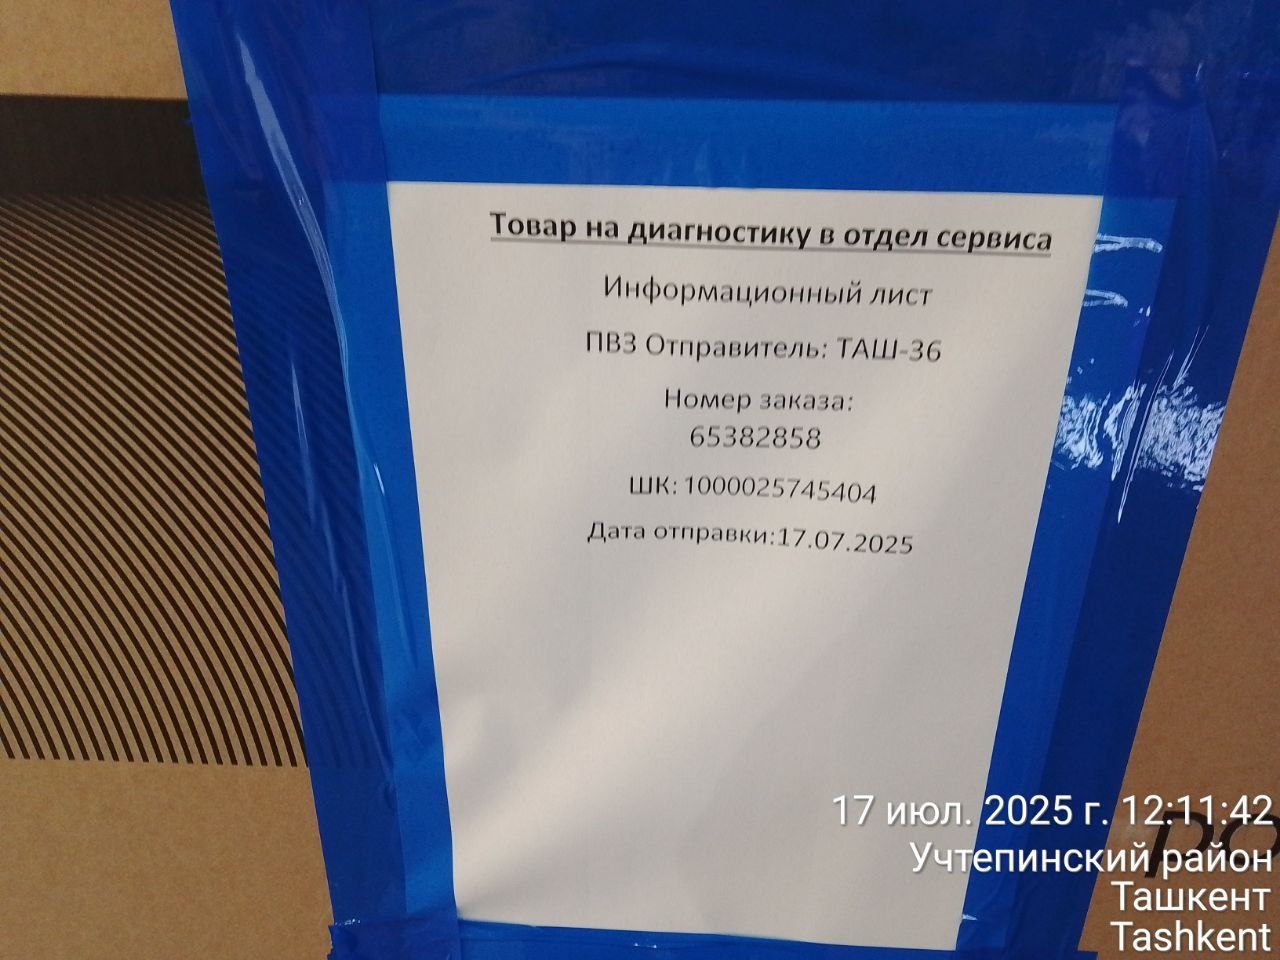 Товар на диагностику в отдел сервиса
Информационный лист
ПВЗ Отправитель: ТАШ-36
Номер заказа:
65382858
ШК: 1000025745404
Дата отправки:17.07.2025
17 июл. 2025 г. 12:11:42
Учтепинский район
Ташкент
Tashkent